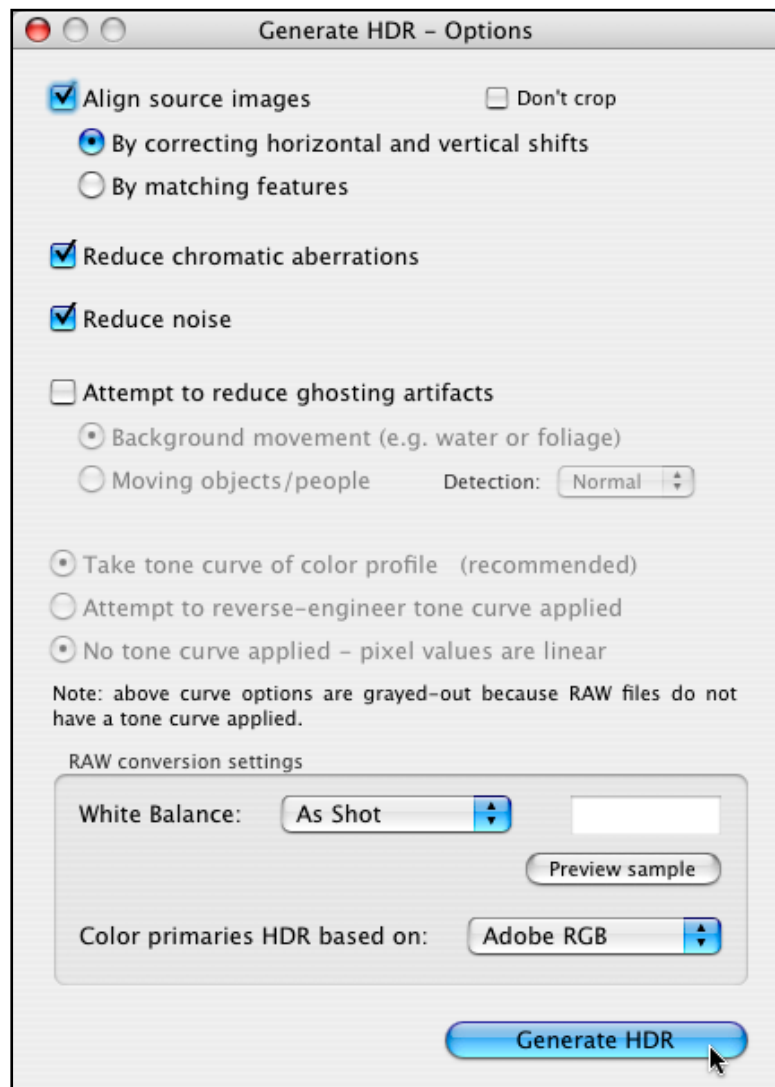 Generate HDR – Options
Align source images Don't crop
By correcting horizontal and vertical shifts
By matching features
Reduce chromatic aberrations
Reduce noise
Attempt to reduce ghosting artifacts
Background movement (e.g. water or foliage)
Moving objects/people Detection: Normal
Take tone curve of color profile (recommended)
Attempt to reverse-engineer tone curve applied
No tone curve applied – pixel values are linear
Note: above curve options are grayed-out because RAW files do not
have a tone curve applied.
RAW conversion settings
White Balance: As Shot
Preview sample
Color primaries HDR based on: Adobe RGB
Generate HDR